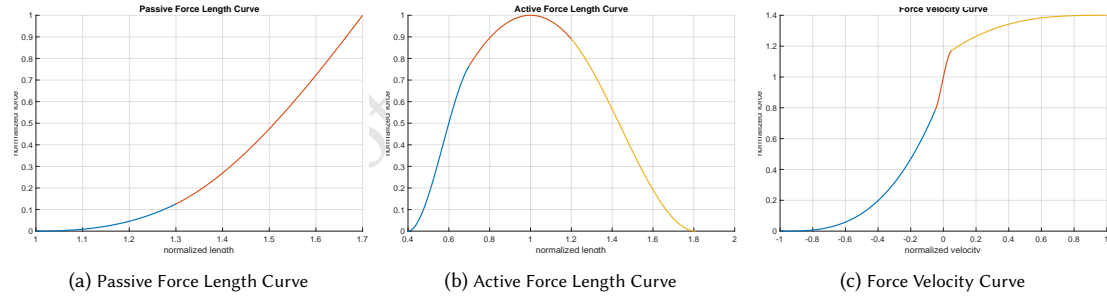 Passive Force Length Curve
1
0.9
0.8
0.7
0.6
0.5
0.4
0.3
0.2
0.1
0
normalized force
1 1.1 1.2 1.3 1.4 1.5 1.6 1.7
normalized length
(a) Passive Force Length Curve
Active Force Length Curve
1
0.9
0.8
0.7
0.6
0.5
0.4
0.3
0.2
0.1
0
normalized force
0.4 0.6 0.8 1 1.2 1.4 1.6 1.8 2
normalized length
(b) Active Force Length Curve
Force Velocity Curve
1.4
1.2
1
0.8
0.6
0.4
0.2
0
normalized force
-1 -0.8 -0.6 -0.4 -0.2 0 0.2 0.4 0.6 0.8 1
normalized velocity
(c) Force Velocity Curve